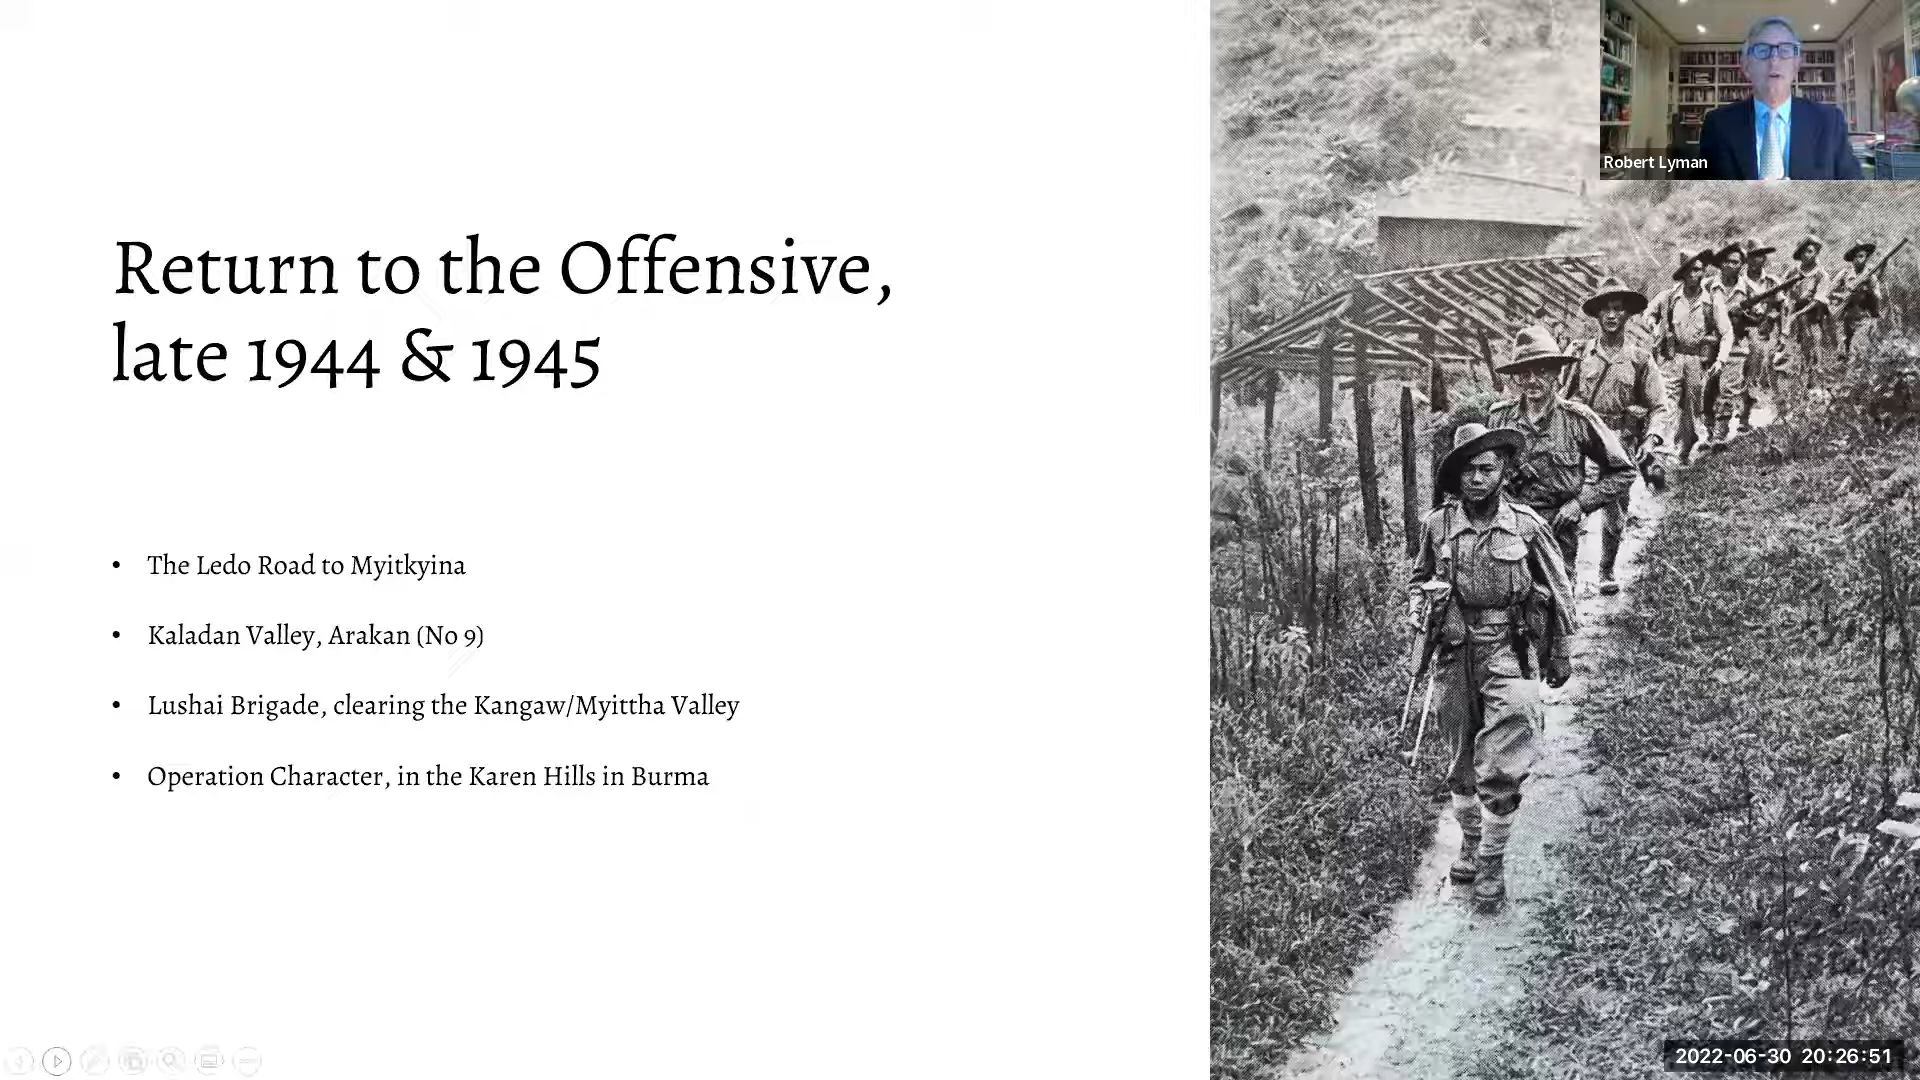 Return to the Offensive,
late 1944 & 1945
• The Ledo Road to Myitkyina
• Kaladan Valley, Arakan (No 9)
• Lushai Brigade, clearing the Kangaw/Myittha Valley
• Operation Character, in the Karen Hills in Burma
Robert Lyman
2022-06-30 20:26:51